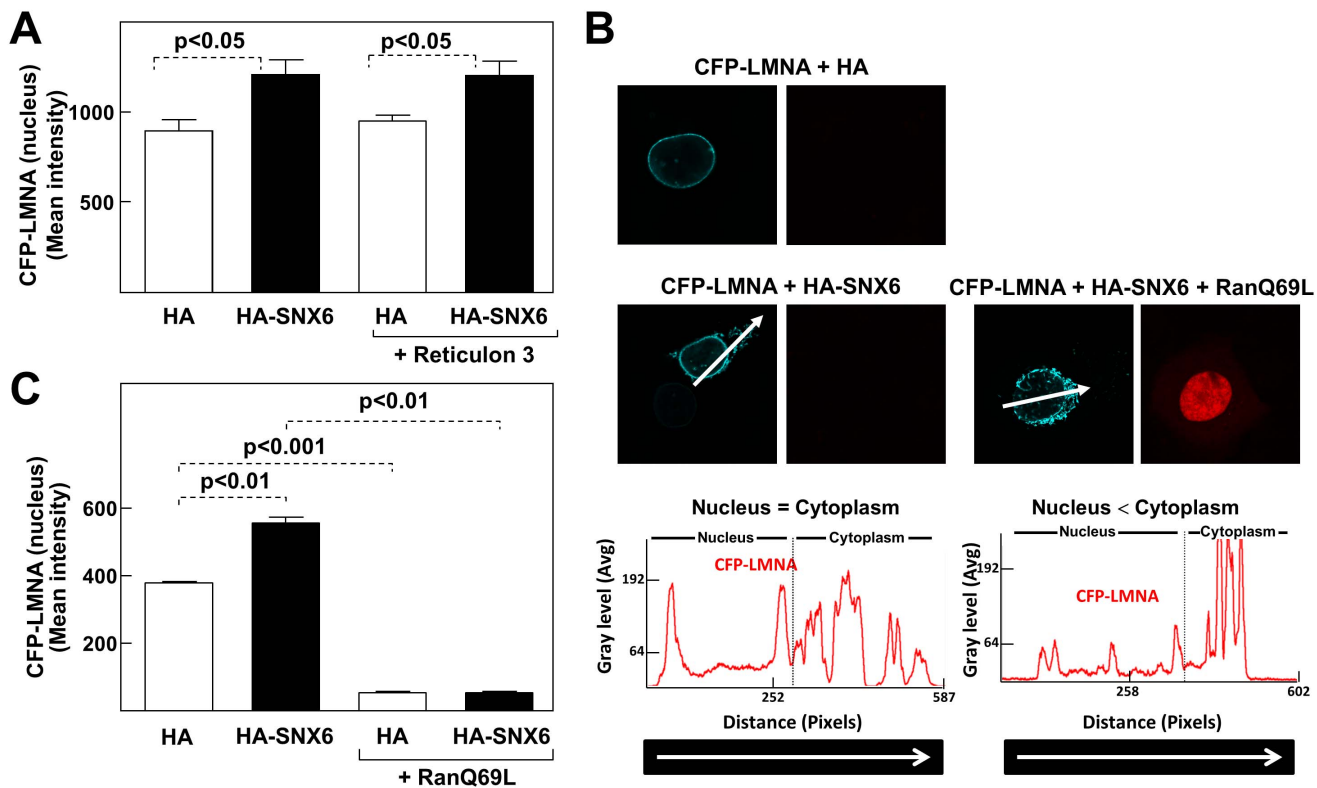 A
CFP-LMNA (nucleus)
(Mean intensity)
1000
500
p<0.05
p<0.05
HA
HA-SNX6
HA
HA-SNX6
+ Reticulon 3
B
CFP-LMNA + HA
CFP-LMNA + HA-SNX6
CFP-LMNA + HA-SNX6 + RanQ69L
Nucleus = Cytoplasm
Nucleus
Cytoplasm
CFP-LMNA
Gray level (Avg)
192
64
252
587
Distance (Pixels)
Nucleus < Cytoplasm
Nucleus
Cytoplasm
CFP-LMNA
Gray level (Avg)
192
64
258
602
Distance (Pixels)
C
CFP-LMNA (nucleus)
(Mean intensity)
600
400
200
p<0.01
p<0.001
p<0.01
HA
HA-SNX6
HA
HA-SNX6
+ RanQ69L